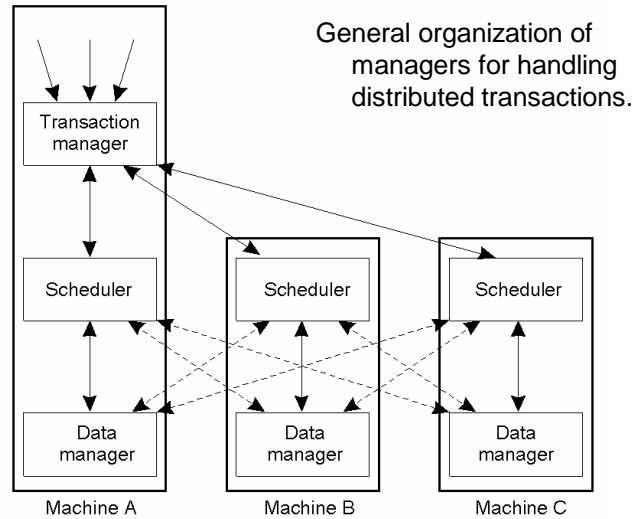 General organization of
managers for handling
distributed transactions.
Transaction
manager
Scheduler
Scheduler
Scheduler
Data
manager
Data
manager
Data
manager
Machine A
Machine B
Machine C